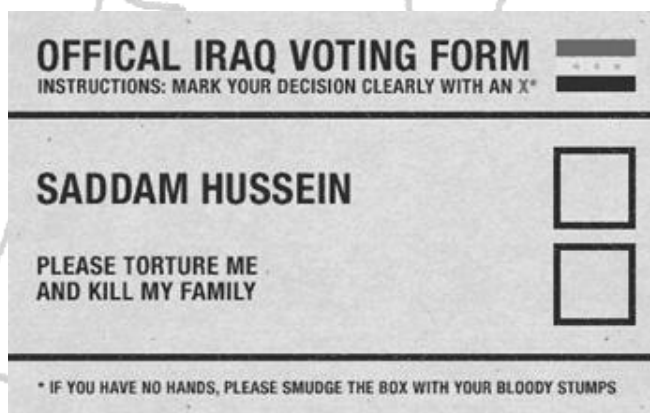 OFFICAL IRAQ VOTING FORM
INSTRUCTIONS: MARK YOUR DECISION CLEARLY WITH AN X*
SADDAM HUSSEIN
PLEASE TORTURE ME
AND KILL MY FAMILY
* IF YOU HAVE NO HANDS, PLEASE SMUDGE THE BOX WITH YOUR BLOODY STUMPS